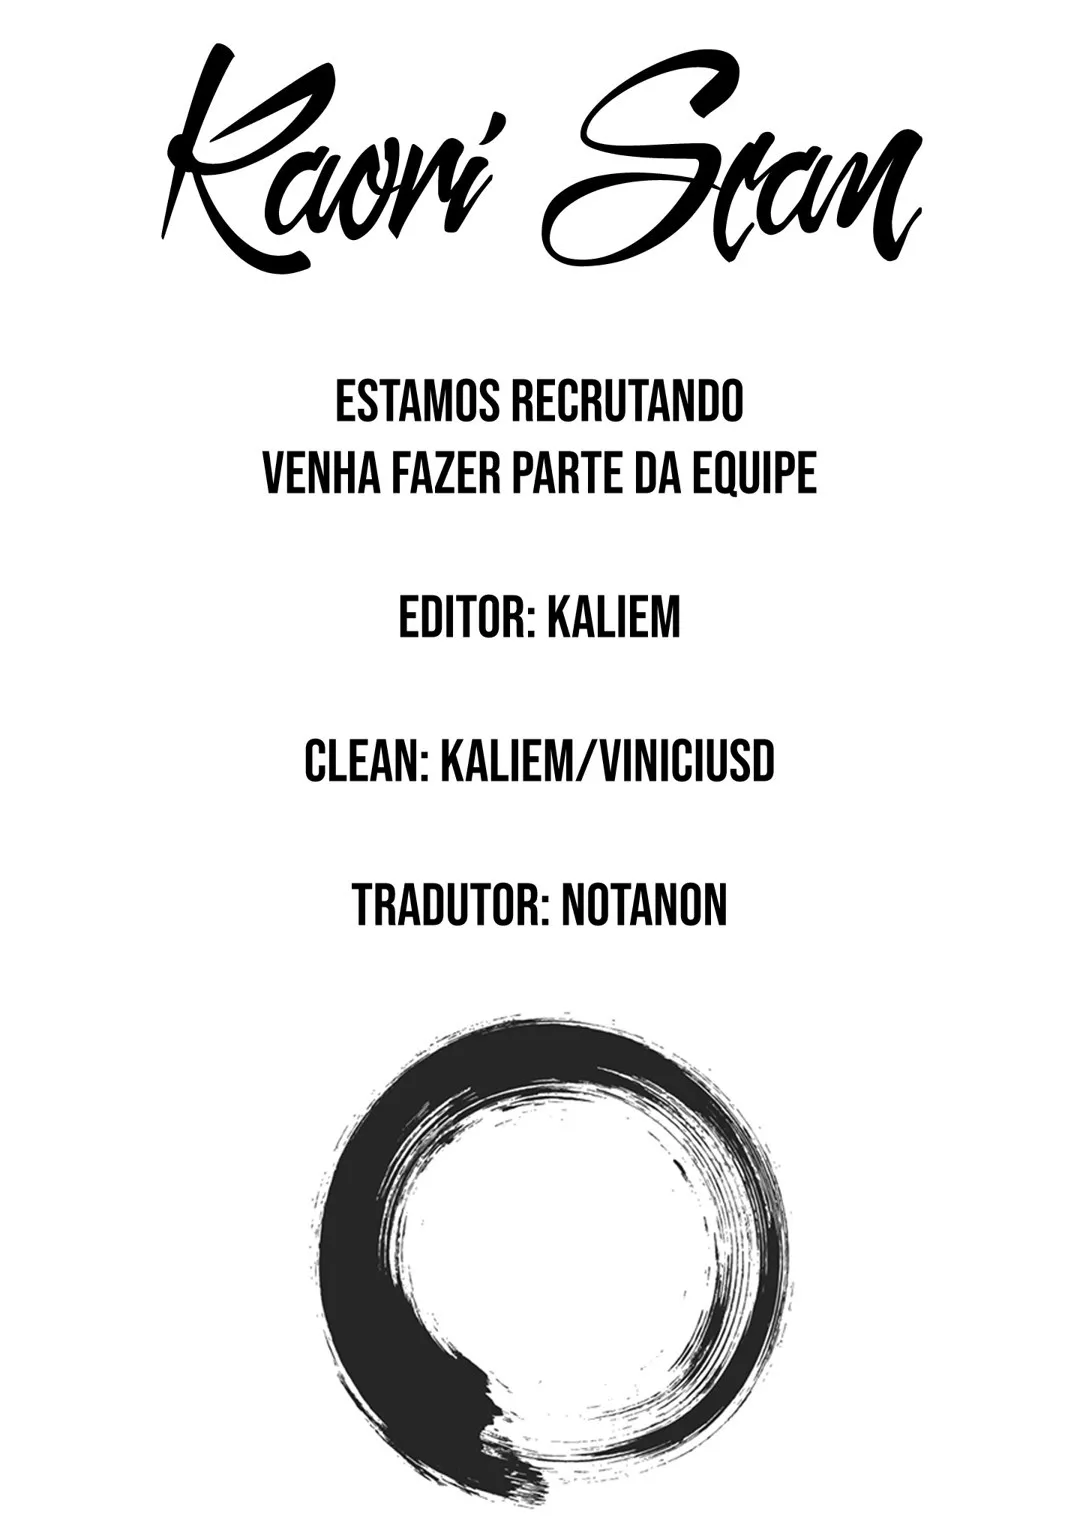 Kaori Scan
ESTAMOS RECRUTANDO
VENHA FAZER PARTE DA EQUIPE
EDITOR: KALIEM
CLEAN: KALIEM/VINICIUSD
TRADUTOR: NOTANON